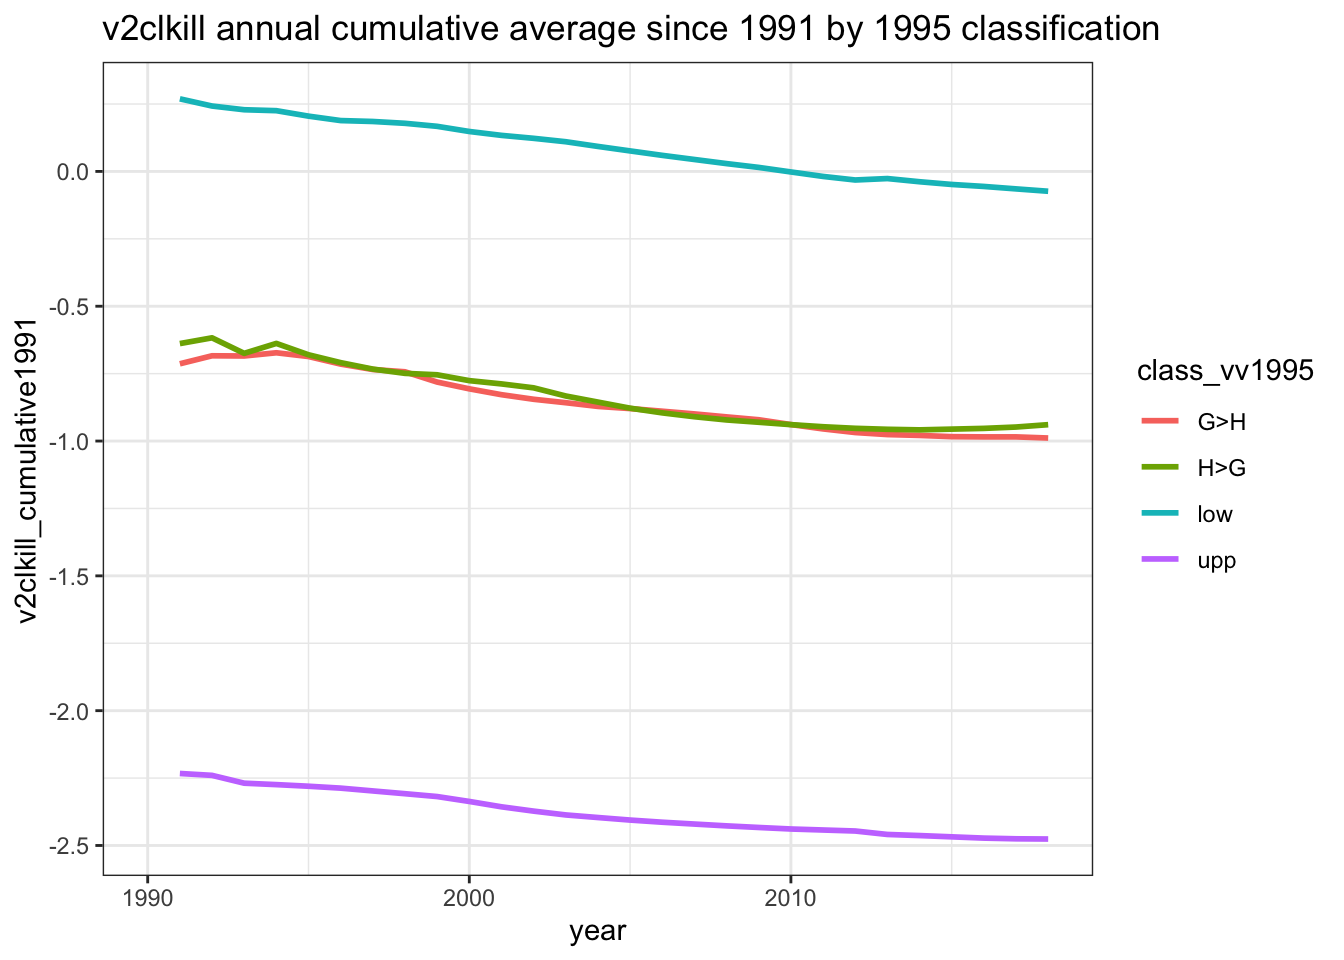 v2clkill annual cumulative average since 1991 by 1995 classification
v2clkill_cumulative1991
0.0
-0.5
-1.0
-1.5
-2.0
-2.5
1990
2000
2010
year
class_vv1995
G>H
H>G
low
upp